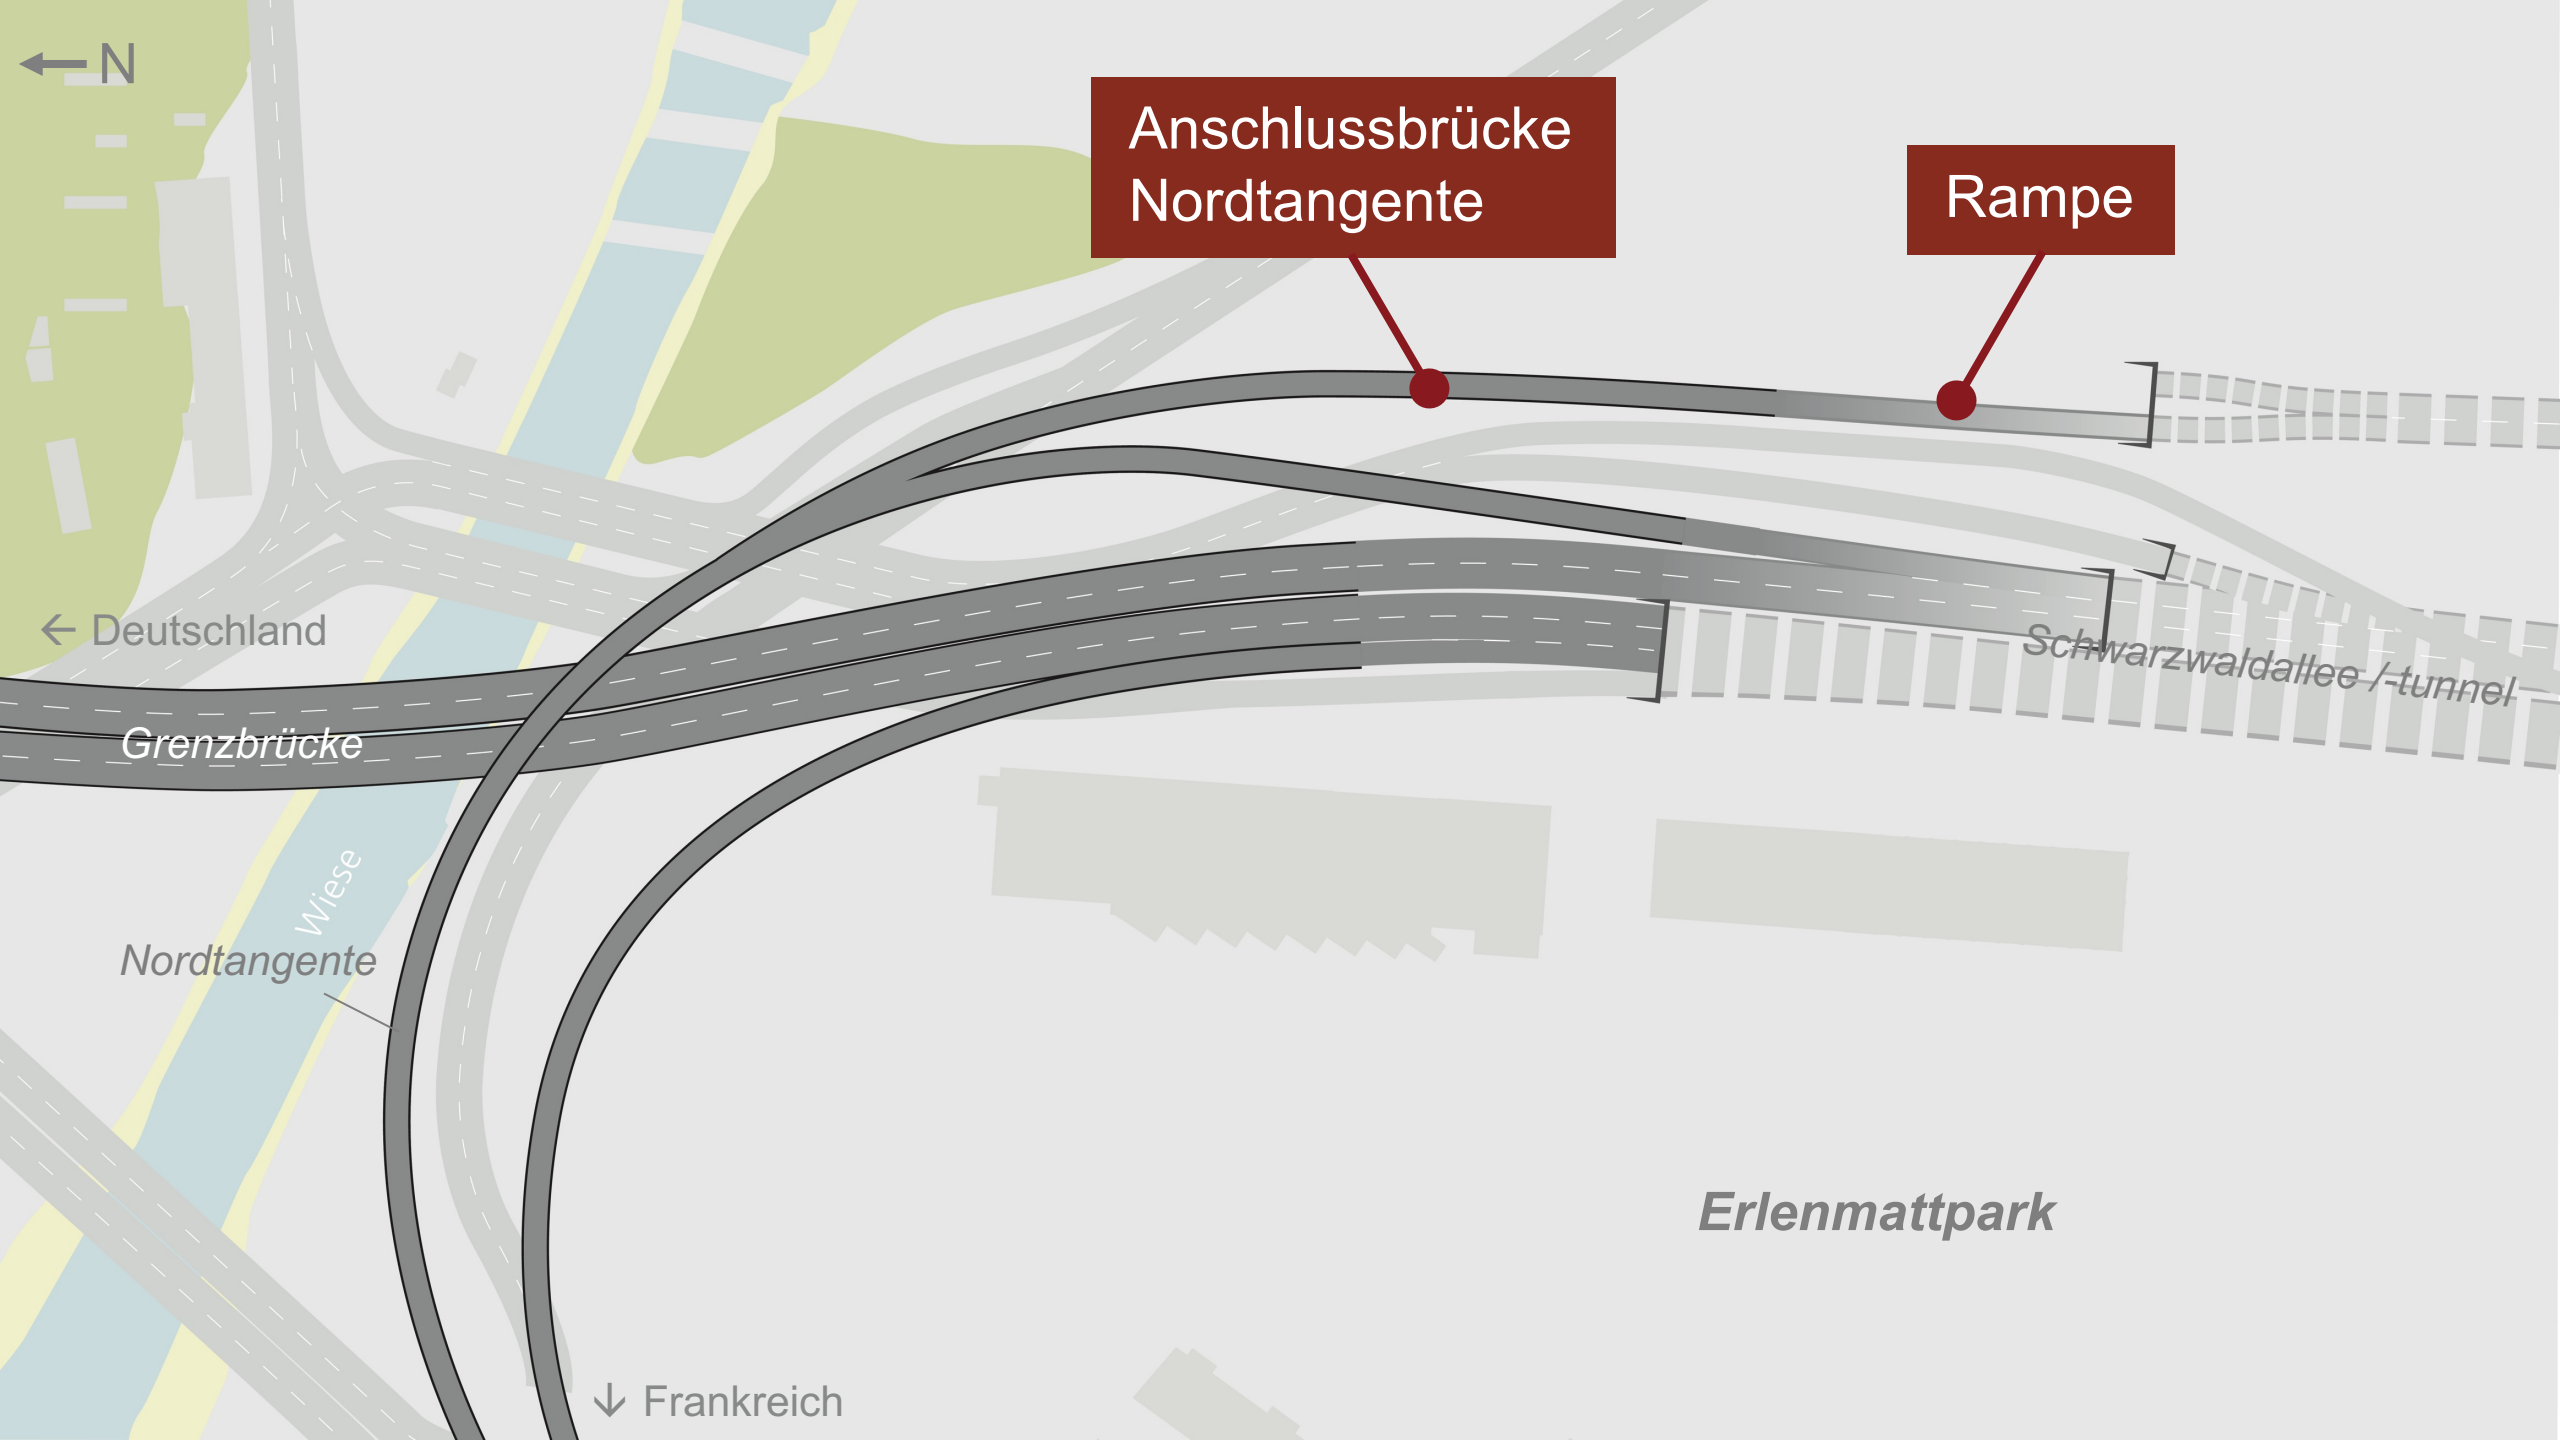 ← N
Anschlussbrücke
Nordtangente
Rampe
← Deutschland
Schwarzwaldallee /-tunnel
Grenzbrücke
Wiese
Nordtangente
Erlenmattpark
↓ Frankreich